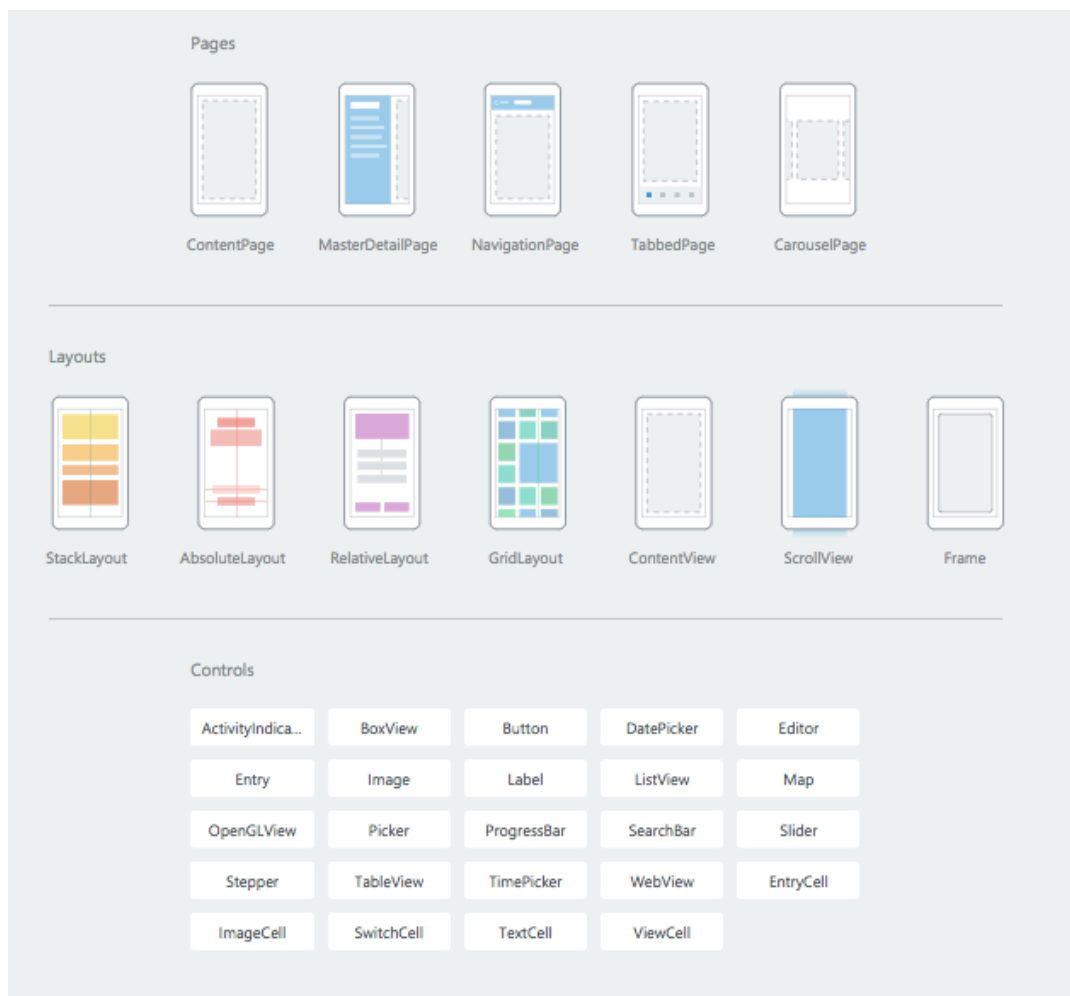 Pages
ContentPage MasterDetailPage NavigationPage TabbedPage CarouselPage
Layouts
StackLayout AbsoluteLayout RelativeLayout GridLayout ContentView ScrollView Frame
Controls
ActivityIndica... BoxView Button DatePicker Editor
Entry Image Label ListView Map
OpenGLView Picker ProgressBar SearchBar Slider
Stepper TableView TimePicker WebView EntryCell
ImageCell SwitchCell TextCell ViewCell